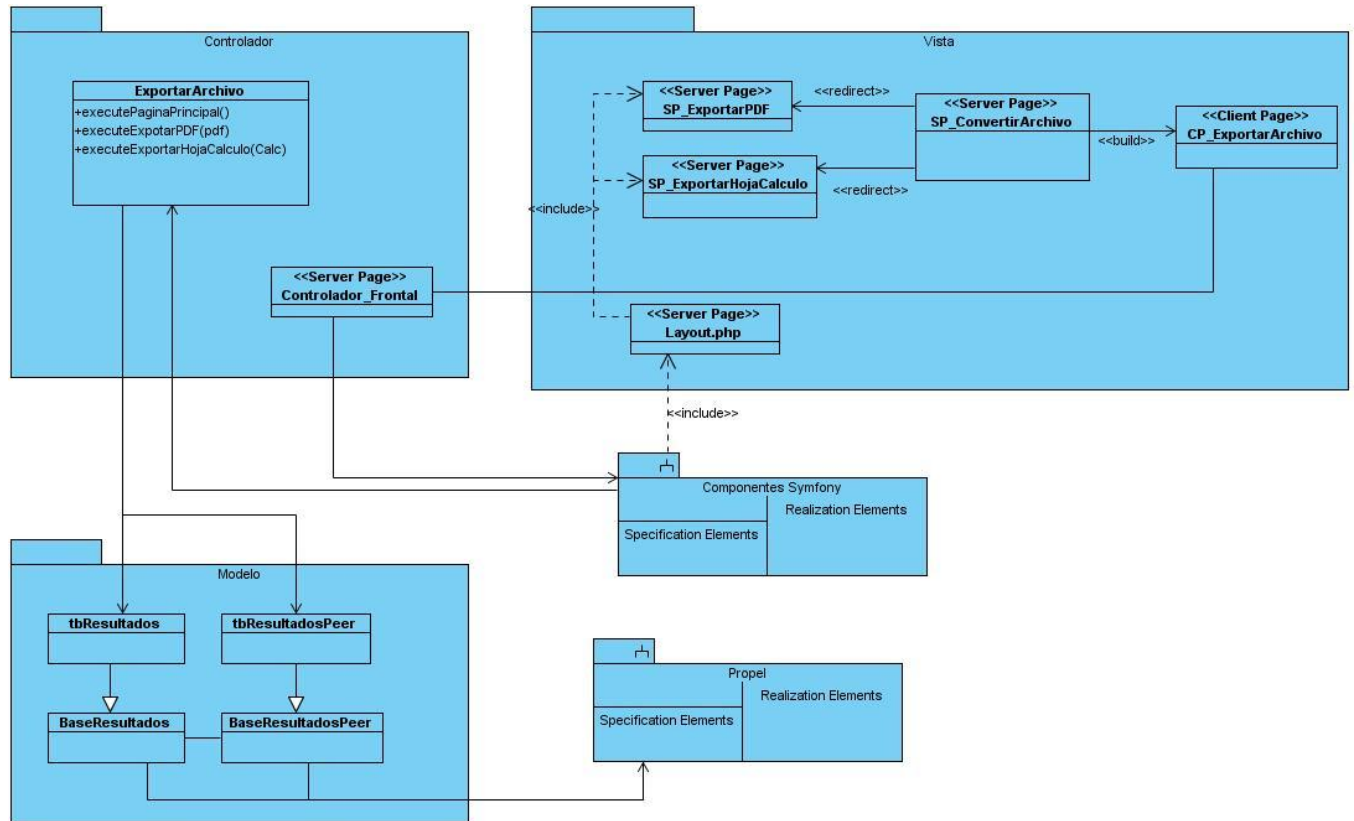 Controlador
ExportarArchivo
+executePaginaPrincipal()
+executeExpotarPDF(pdf)
+executeExportarHojaCalculo(Calc)
<<Server Page>>
Controlador_Frontal
Vista
<<Server Page>>
SP_ExportarPDF
<<redirect>>
<<Server Page>>
SP_ConvertirArchivo
<<build>>
<<Client Page>>
CP_ExportarArchivo
<<Server Page>>
SP_ExportarHojaCalculo
<<redirect>>
<<include>>
<<Server Page>>
Layout.php
<<include>>
Componentes Symfony
Specification Elements
Realization Elements
Modelo
tbResultados
tbResultadosPeer
BaseResultados
BaseResultadosPeer
Propel
Specification Elements
Realization Elements